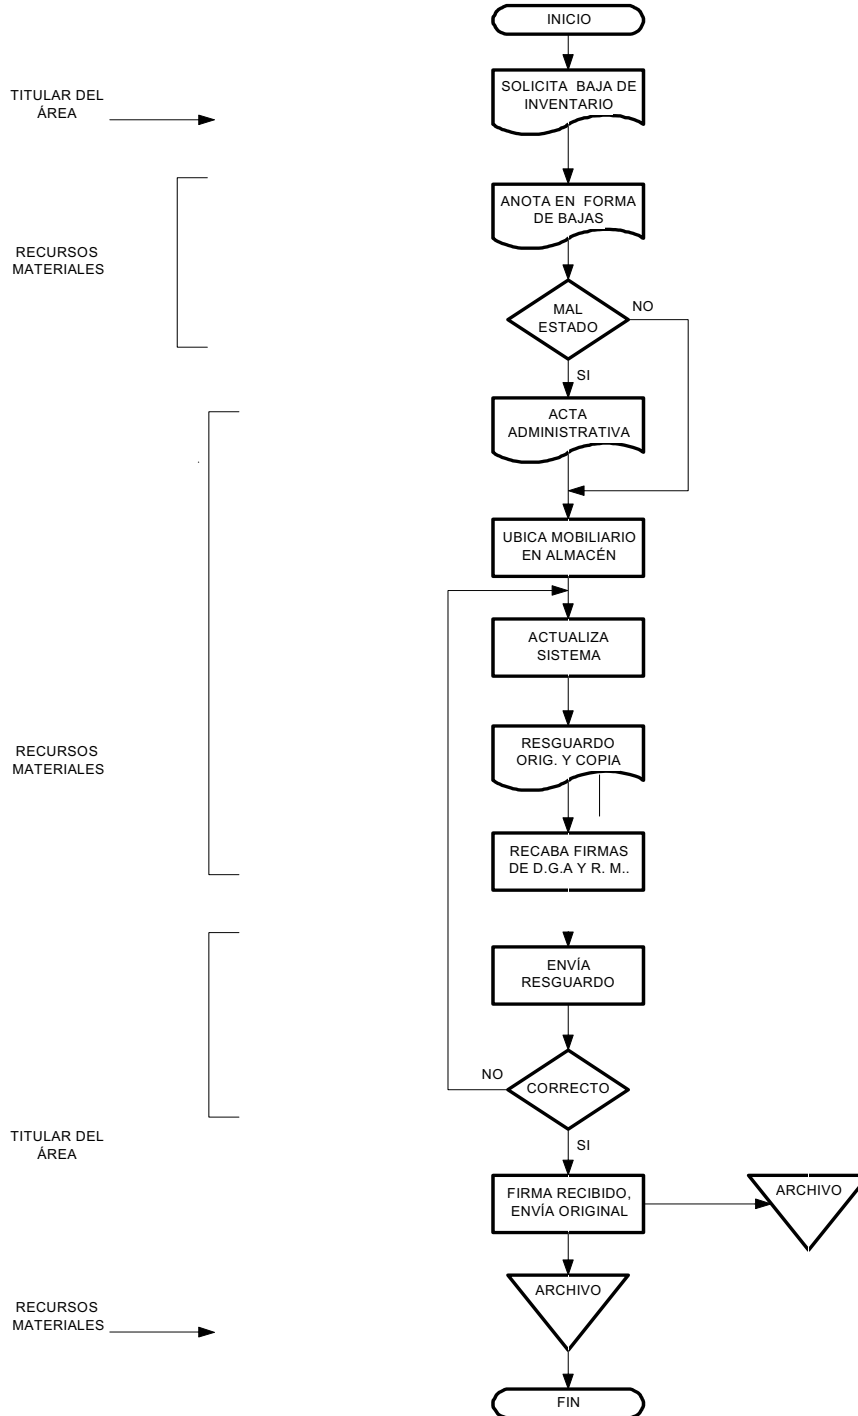 INICIO
TITULAR DEL
ÁREA
SOLICITA BAJA DE
INVENTARIO
RECURSOS
MATERIALES
ANOTA EN FORMA
DE BAJAS
MAL
ESTADO
NO
SI
ACTA
ADMINISTRATIVA
UBICA MOBILIARIO
EN ALMACÉN
ACTUALIZA
SISTEMA
RECURSOS
MATERIALES
RESGUARDO
ORIG. Y COPIA
RECABA FIRMAS
DE D.G.A Y R. M..
ENVÍA
RESGUARDO
NO
CORRECTO
SI
TITULAR DEL
ÁREA
FIRMA RECIBIDO,
ENVÍA ORIGINAL
ARCHIVO
RECURSOS
MATERIALES
ARCHIVO
FIN